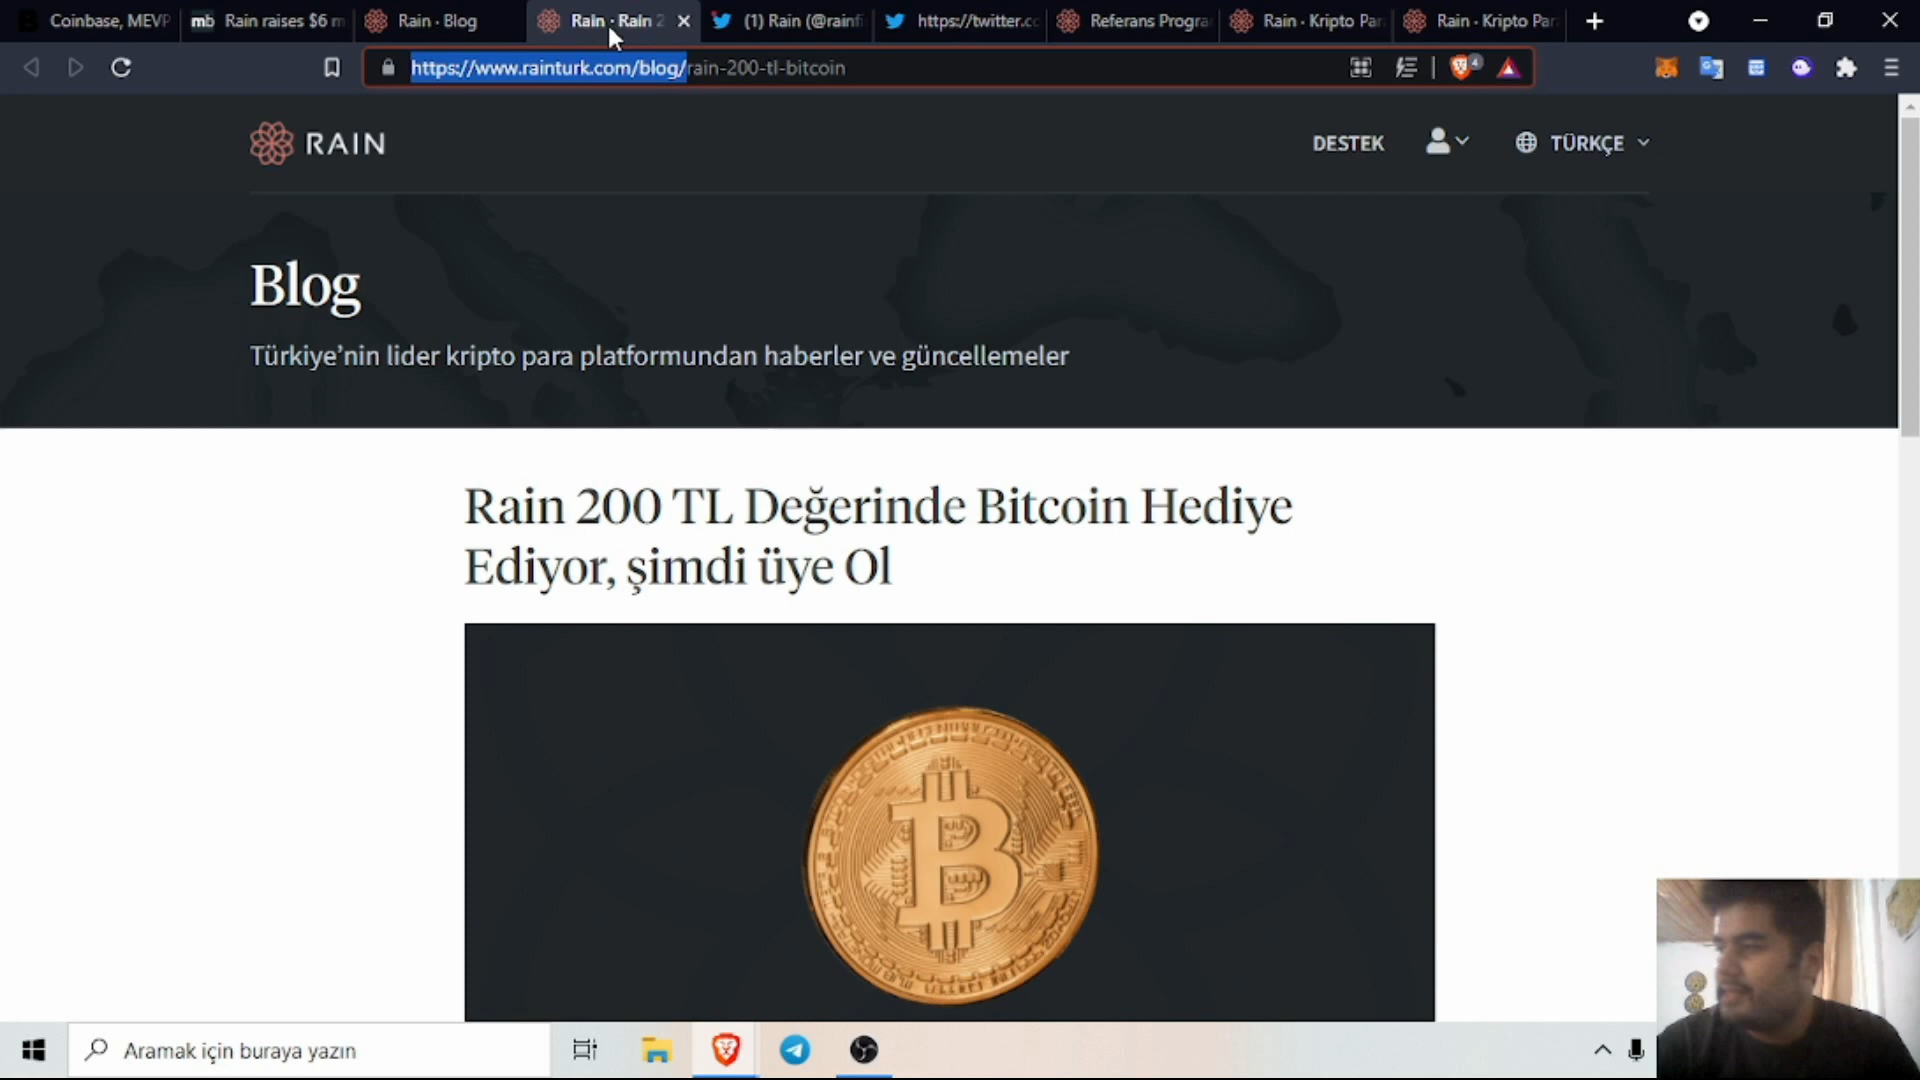 Coinbase, MEVP
mb Rain raises $6 m
Rain · Blog
Rain · Rain 2
(1) Rain (@rainfi
https://twitter.cc
Referans Progra
Rain - Kripto Par
Rain - Kripto Par
https://www.rainturk.com/blog/rain-200-tl-bitcoin
4
RAIN
DESTEK
TÜRKÇE
Blog
Türkiye'nin lider kripto para platformundan haberler ve güncellemeler
Rain 200 TL Değerinde Bitcoin Hediye
Ediyor, şimdi üye Ol
Aramak için buraya yazın